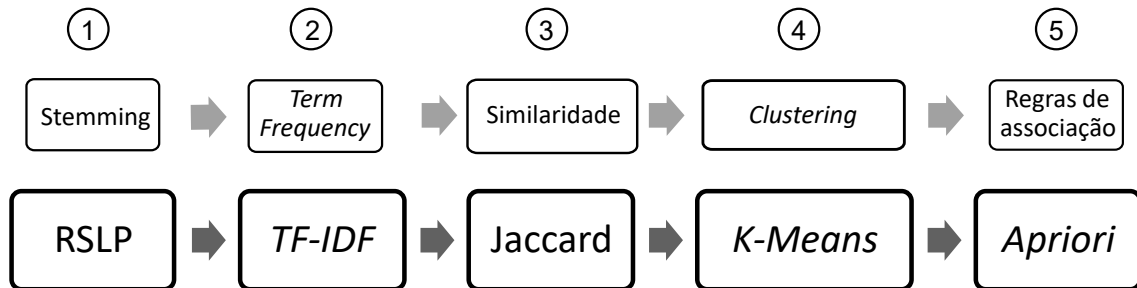 1 2 3 4 5
Stemming
Term
Frequency
Similaridade
Clustering
Regras de
associação
RSLP
TF-IDF
Jaccard
K-Means
Apriori